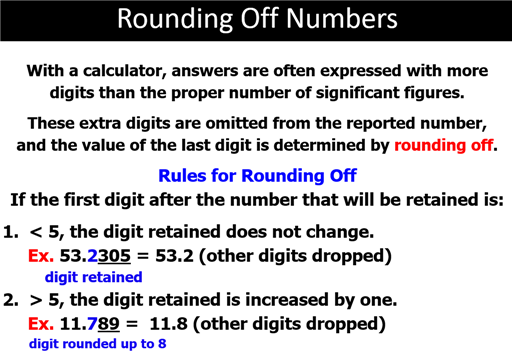 Rounding Off Numbers
With a calculator, answers are often expressed with more
digits than the proper number of significant figures.
These extra digits are omitted from the reported number,
and the value of the last digit is determined by rounding off.
Rules for Rounding Off
If the first digit after the number that will be retained is:
1. < 5, the digit retained does not change.
Ex. 53.2305 = 53.2 (other digits dropped)
digit retained
2. > 5, the digit retained is increased by one.
Ex. 11.789 = 11.8 (other digits dropped)
digit rounded up to 8